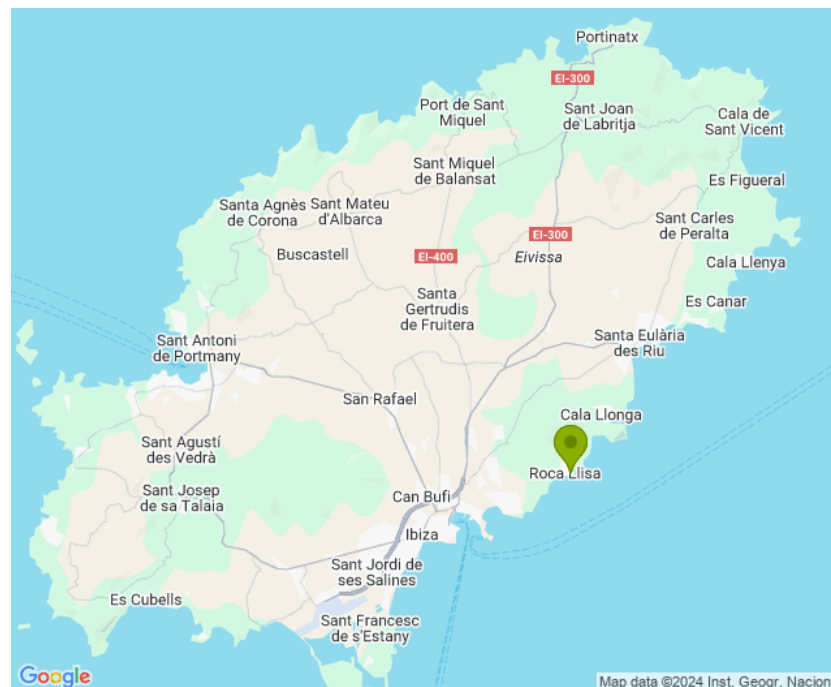 Portinatx
EI-300
Port de Sant
Miquel
Sant Joan
de Labritja
Cala de
Sant Vicent
Sant Miquel
de Balansat
Es Figueral
Santa Agnès
de Corona
Sant Mateu
d'Albarca
Sant Carles
de Peralta
EI-300
Buscastell
EI-400
Eivissa
Cala Llenya
Santa
Gertrudis
de Fruitera
Es Canar
Sant Antoni
de Portmany
Santa Eulària
des Riu
San Rafael
Cala Llonga
Sant Agustí
des Vedrà
Roca Llisa
Sant Josep
de sa Talaia
Can Bufi
Ibiza
Sant Jordi de
ses Salines
Es Cubells
Sant Francesc
de s'Estany
Google
Map data ©2024 Inst. Geogr. Nacion